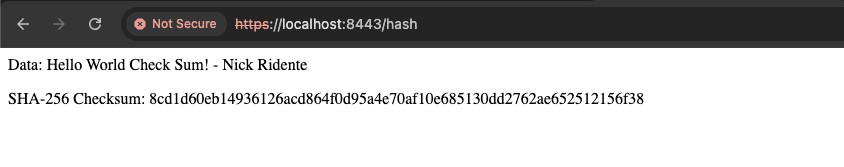 Not Secure https://localhost:8443/hash
Data: Hello World Check Sum! - Nick Ridente
SHA-256 Checksum: 8cd1d60eb14936126acd864f0d95a4e70af10e685130dd2762ae652512156f38